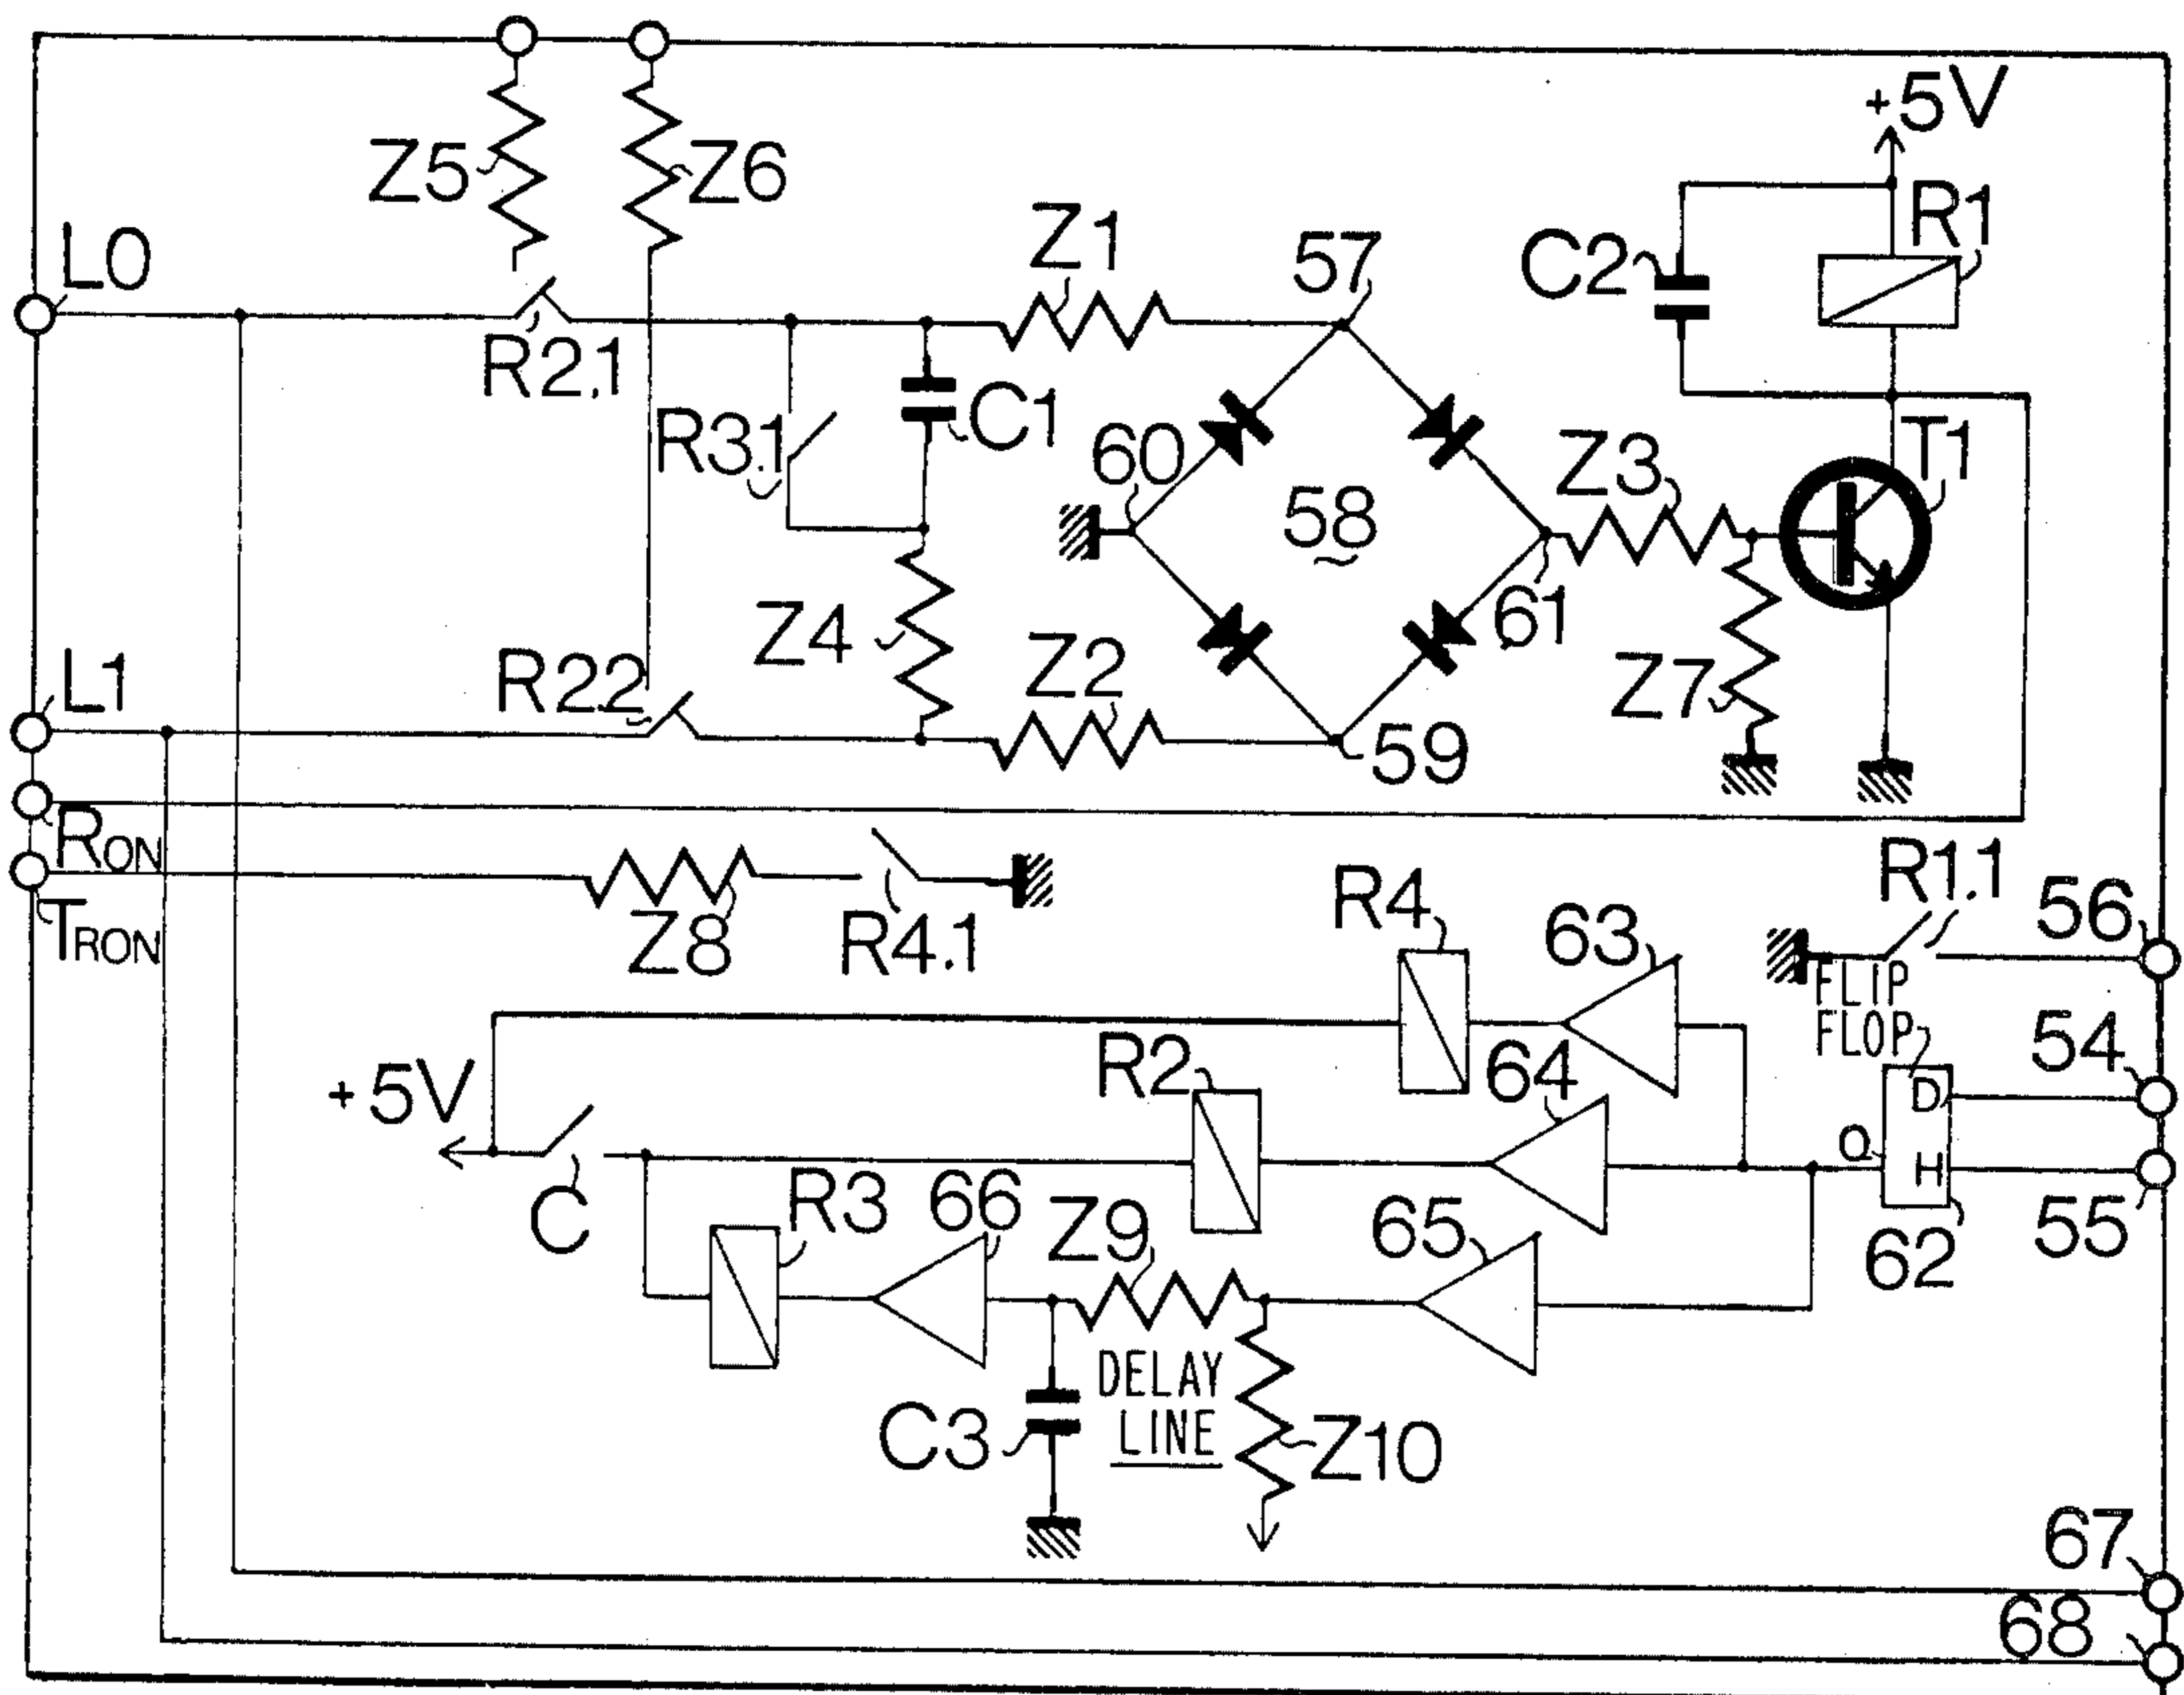 +5V
Z5
Z6
R1
L0
Z1
57
C2
R2.1
R3.1
C1
60
Z3
T1
58
61
Z4
Z2
Z7
L1
R22
59
RON
TRON
Z8
R4.1
R4
63
R1.1
56
FLIP
FLOP
54
+5V
R2
64
D
Q
H
C
R3
66
Z9
65
62
55
DELAY
LINE
C3
Z10
67
68